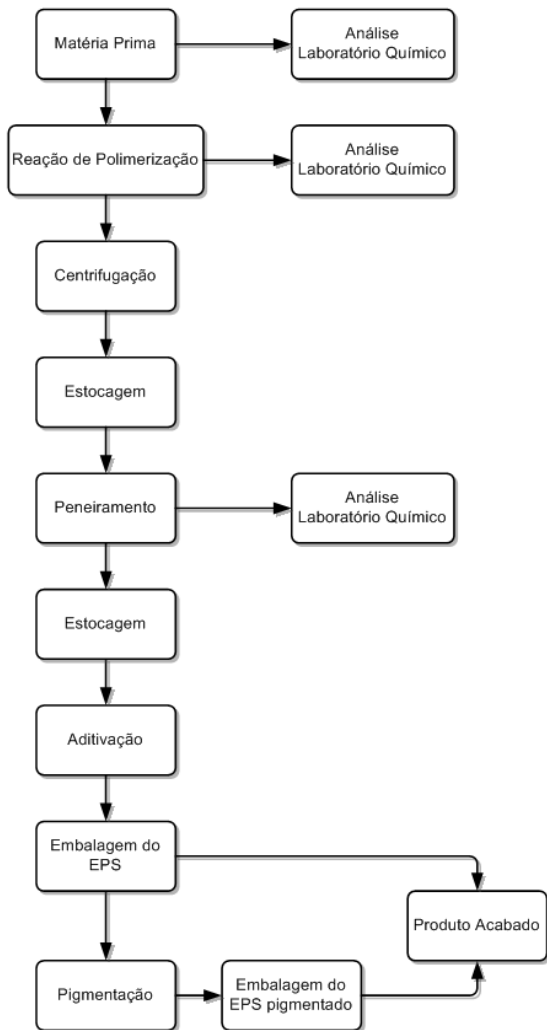 Matéria Prima
Análise
Laboratório Químico
Reação de Polimerização
Análise
Laboratório Químico
Centrifugação
Estocagem
Peneiramento
Análise
Laboratório Químico
Estocagem
Aditivação
Embalagem do
EPS
Produto Acabado
Pigmentação
Embalagem do
EPS pigmentado